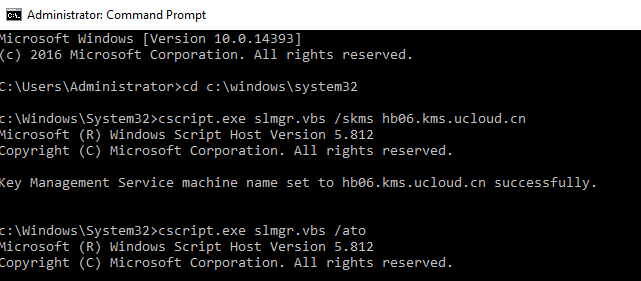 Administrator: Command Prompt
Microsoft Windows [Version 10.0.14393]
(c) 2016 Microsoft Corporation. All rights reserved.
C:\Users\Administrator>cd c:\windows\system32
c:\Windows\System32>cscript.exe slmgr.vbs /skms hb06.kms.ucloud.cn
Microsoft (R) Windows Script Host Version 5.812
Copyright (C) Microsoft Corporation. All rights reserved.
Key Management Service machine name set to hb06.kms.ucloud.cn successfully.
c:\Windows\System32>cscript.exe slmgr.vbs /ato
Microsoft (R) Windows Script Host Version 5.812
Copyright (C) Microsoft Corporation. All rights reserved.